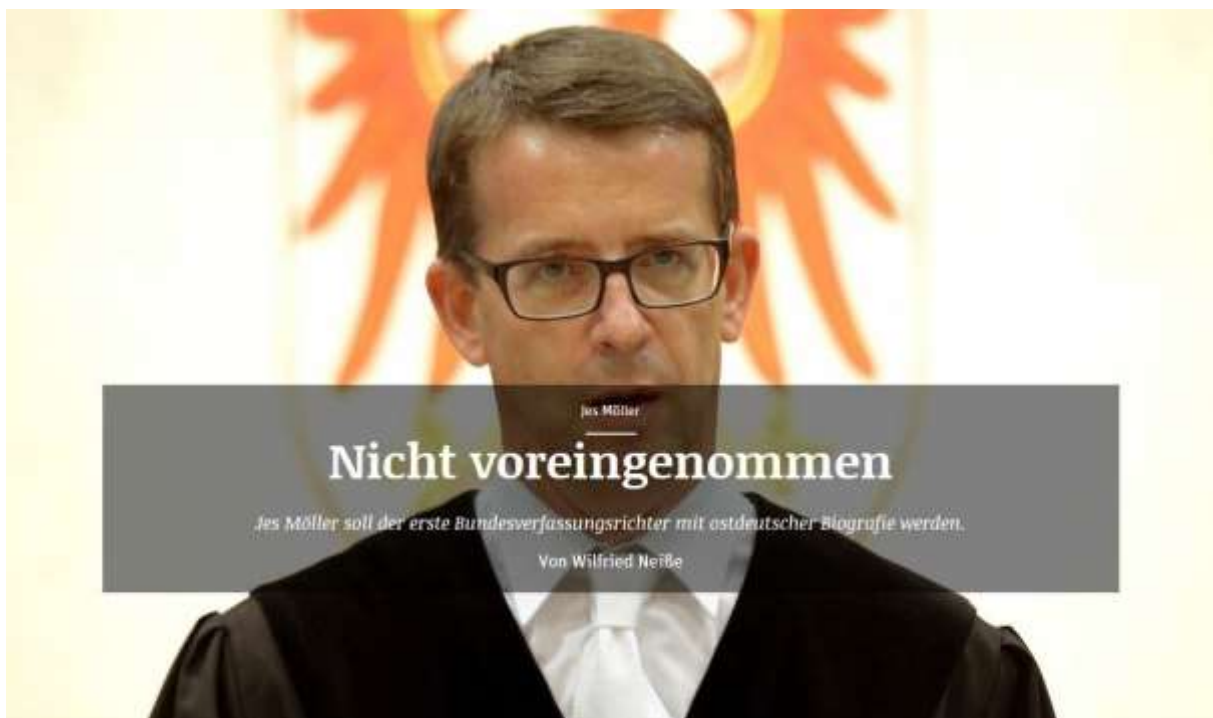 Jes Möller
Nicht voreingenommen
Jes Möller soll der erste Bundesverfassungsrichter mit ostdeutscher Biografie werden.
Von Wilfried Neiße